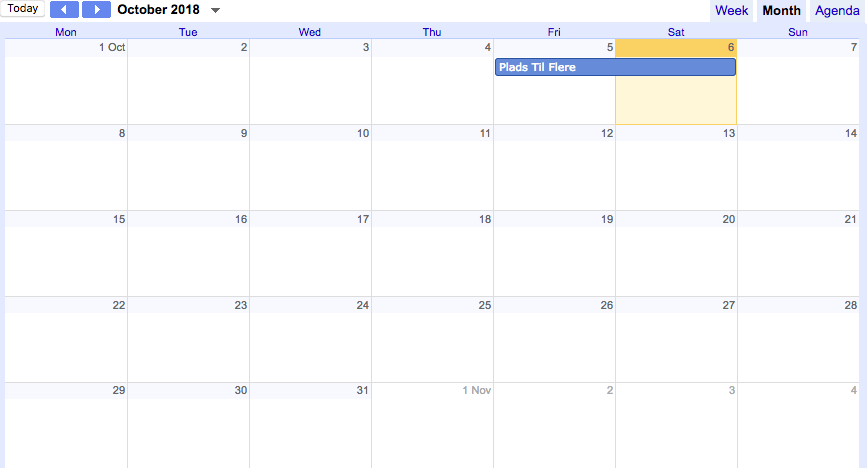 Today October 2018 Week Month Agenda
Mon Tue Wed Thu Fri Sat Sun
1 Oct 2 3 4 5 6 7
Plads Til Flere
8 9 10 11 12 13 14
15 16 17 18 19 20 21
22 23 24 25 26 27 28
29 30 31 1 Nov 2 3 4